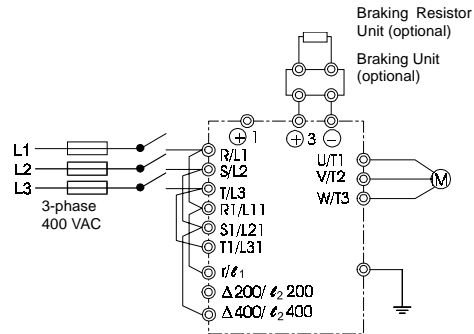 Braking Resistor
Unit (optional)
Braking Unit
(optional)
⊕ 1
⊕ 3
⊖
L1
L2
L3
3-phase
400 VAC
R/L1
S/L2
T/L3
R1/L11
S1/L21
T1/L31
r/ℓ1
Δ200/ ℓ2 200
Δ400/ ℓ2 400
U/T1
V/T2
W/T3
M